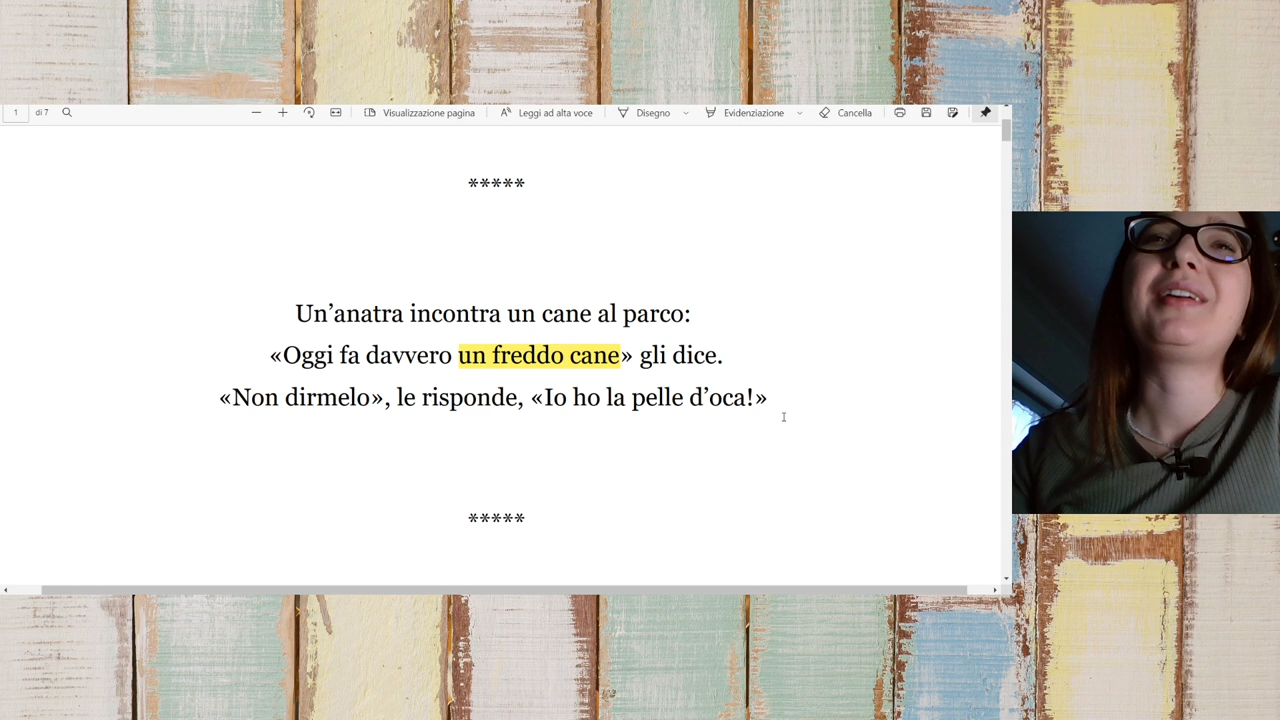 1 di 7 Visualizzazione pagina Leggi ad alta voce Disegno Evidenziazione Cancella
*****
Un’anatra incontra un cane al parco:
«Oggi fa davvero un freddo cane» gli dice.
«Non dirmelo», le risponde, «Io ho la pelle d’oca!»
*****